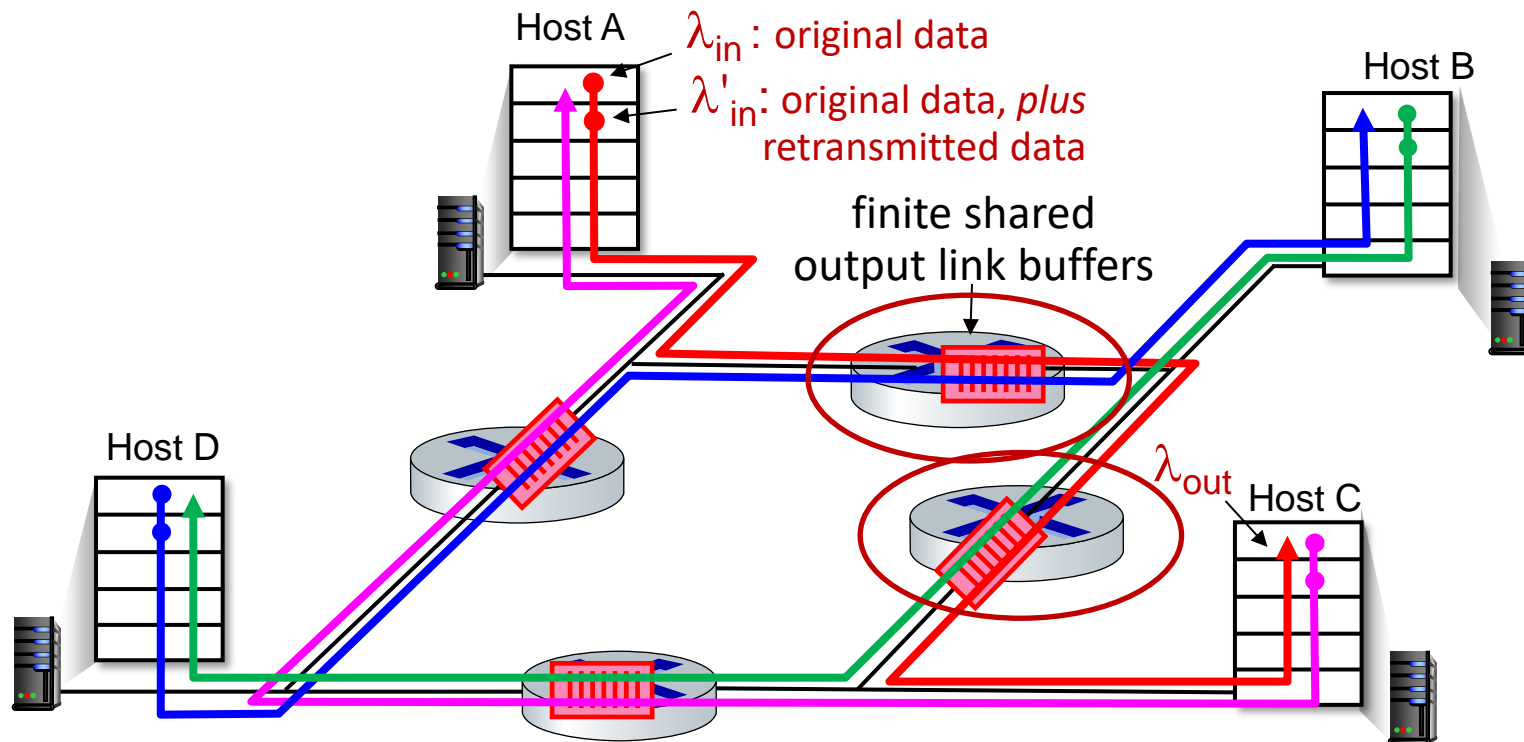 Host A
λin : original data
λ'in: original data, plus
retransmitted data
Host B
finite shared
output link buffers
Host D
λout
Host C